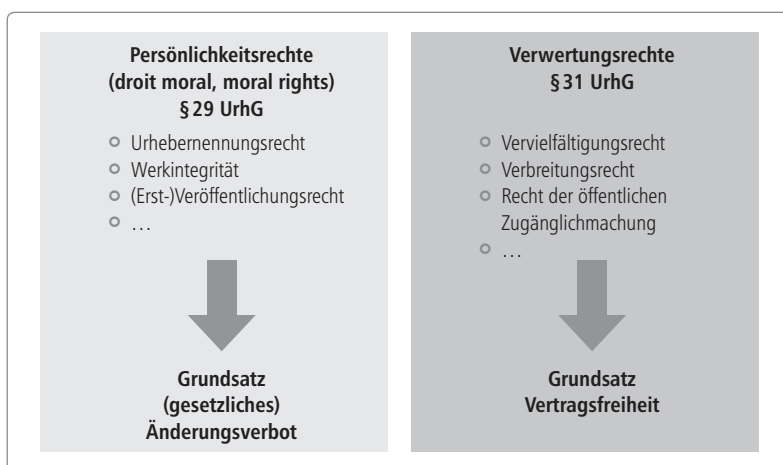 Persönlichkeitsrechte
(droit moral, moral rights)
§ 29 UrhG
Urhebernennungsrecht
Werkintegrität
(Erst-)Veröffentlichungsrecht
…
Grundsatz
(gesetzliches)
Änderungsverbot
Verwertungsrechte
§ 31 UrhG
Vervielfältigungsrecht
Verbreitungsrecht
Recht der öffentlichen
Zugänglichmachung
…
Grundsatz
Vertragsfreiheit